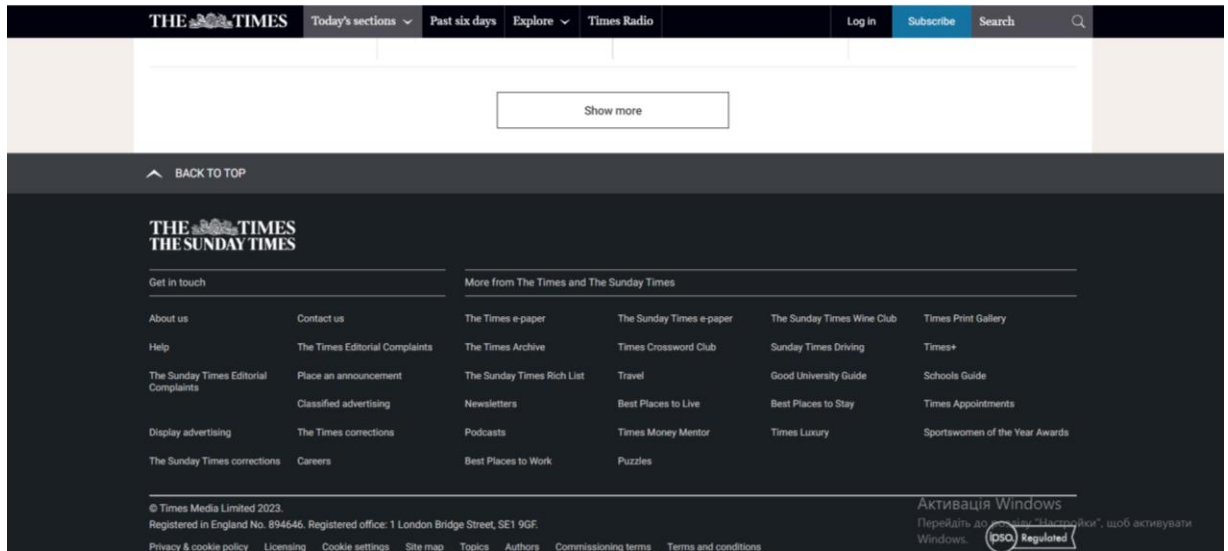 THE TIMES Today's sections Past six days Explore Times Radio Log in Subscribe Search
Show more
BACK TO TOP
THE TIMES
THE SUNDAY TIMES
Get in touch More from The Times and The Sunday Times
About us Contact us The Times e-paper The Sunday Times e-paper The Sunday Times Wine Club Times Print Gallery
Help The Times Editorial Complaints The Times Archive Times Crossword Club Sunday Times Driving Times+
The Sunday Times Editorial Complaints Place an announcement The Sunday Times Rich List Travel Good University Guide Schools Guide
Classified advertising Newsletters Best Places to Live Best Places to Stay Times Appointments
Display advertising The Times corrections Podcasts Times Money Mentor Times Luxury Sportswomen of the Year Awards
The Sunday Times corrections Careers Best Places to Work Puzzles
© Times Media Limited 2023.
Registered in England No. 894646. Registered office: 1 London Bridge Street, SE1 9GF.
Privacy & cookie policy Licensing Cookie settings Site map Topics Authors Commissioning terms Terms and conditions
Активація Windows
Перейдіть до розділу "Настройки", щоб активувати
Windows.
ipso. Regulated